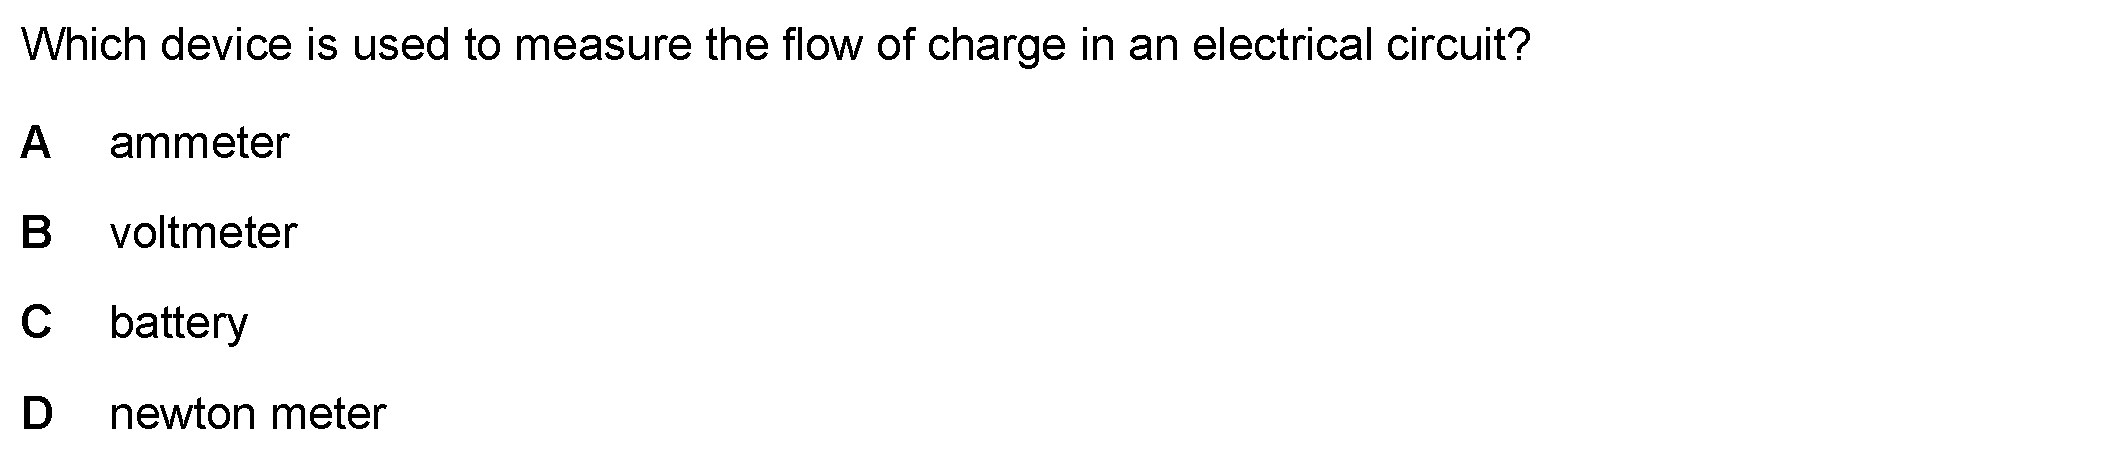 Which device is used to measure the flow of charge in an electrical circuit?
A ammeter
B voltmeter
C battery
D newton meter